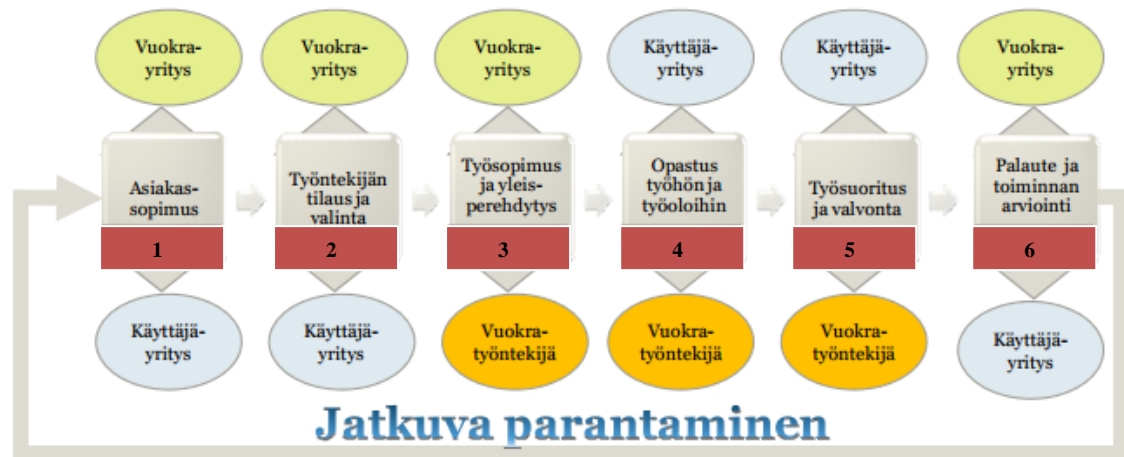 Vuokra-
yritys
Vuokra-
yritys
Vuokra-
yritys
Käyttäjä-
yritys
Käyttäjä-
yritys
Vuokra-
yritys
Asiakas-
sopimus
1
Työntekijän
tilaus ja
valinta
2
Työsopimus
ja yleis-
perehdytys
3
Opastus
työhön ja
työoloihin
4
Työsuoritus
ja valvonta
5
Palaute ja
toiminnan
arviointi
6
Käyttäjä-
yritys
Käyttäjä-
yritys
Vuokra-
työntekijä
Vuokra-
työntekijä
Vuokra-
työntekijä
Käyttäjä-
yritys
Jatkuva parantaminen